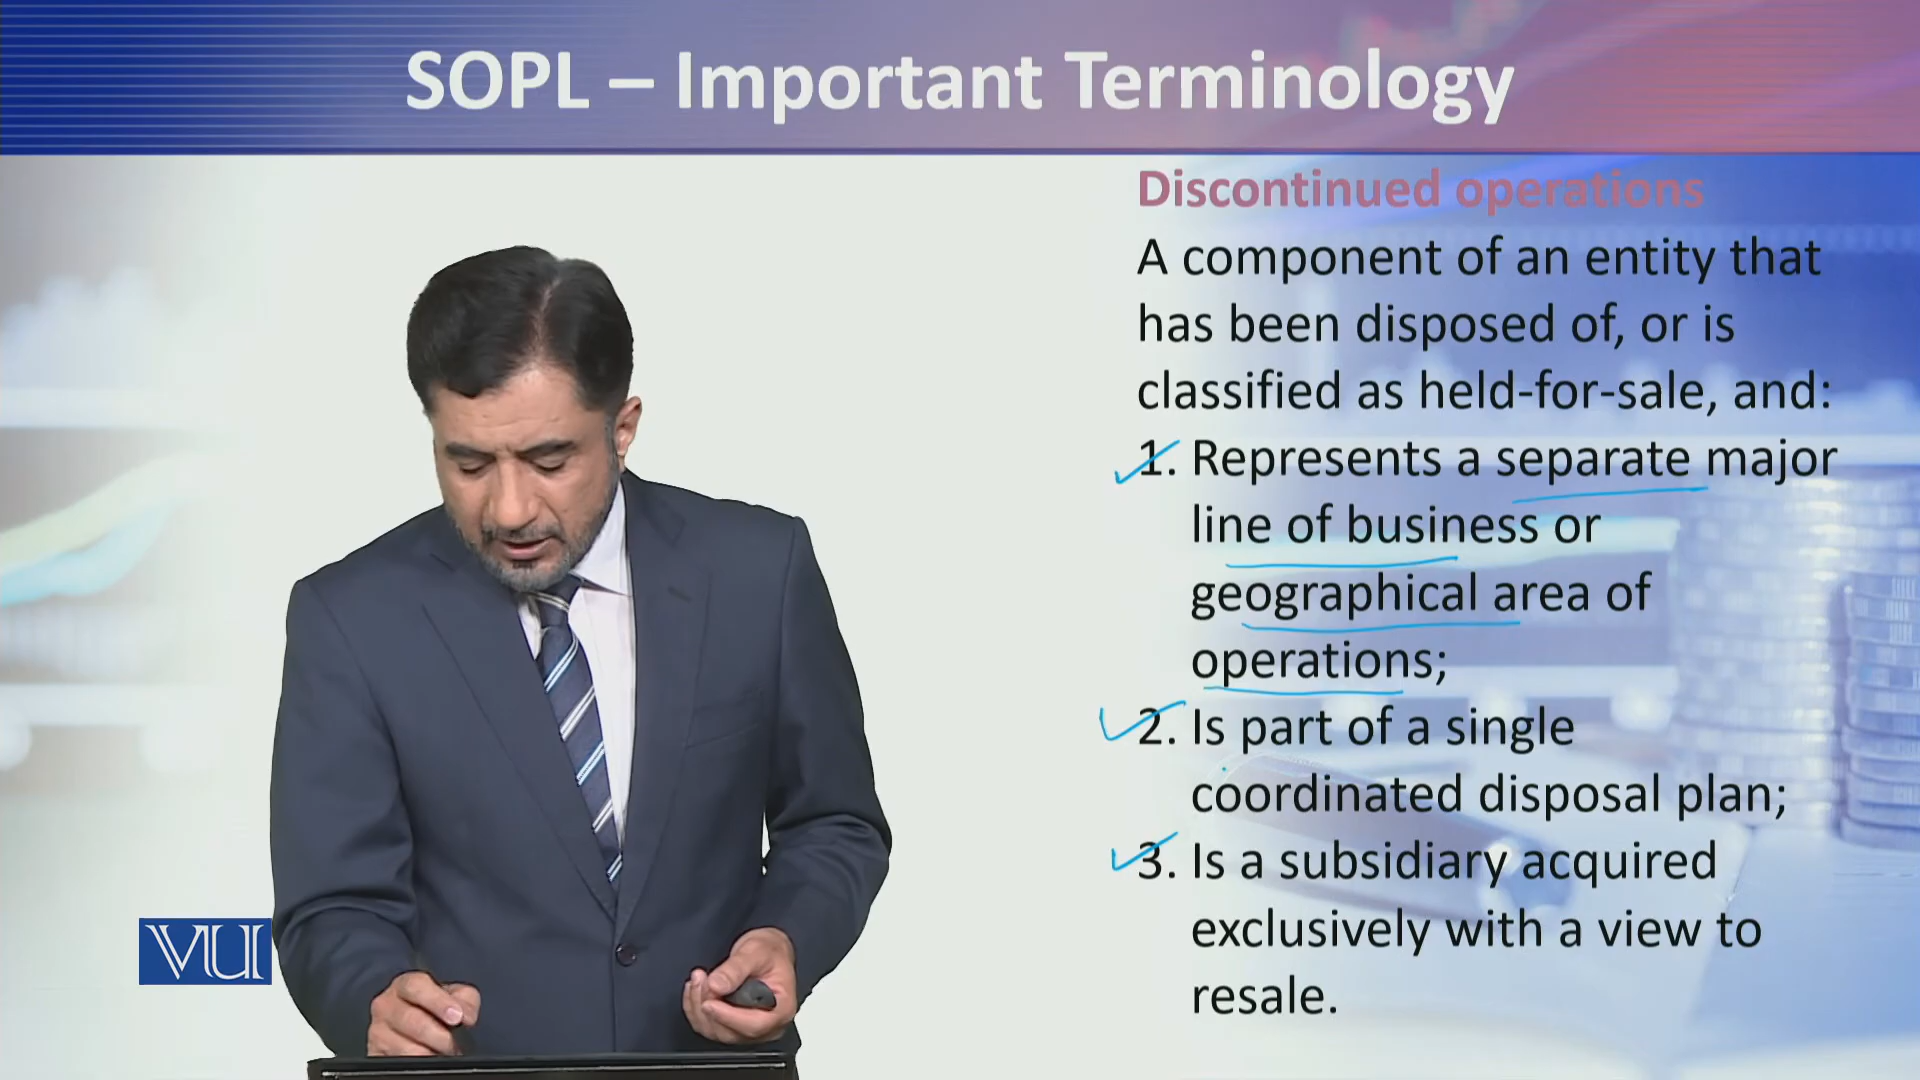 SOPL – Important Terminology
Discontinued operations
A component of an entity that
has been disposed of, or is
classified as held-for-sale, and:
1. Represents a separate major
line of business or
geographical area of
operations;
2. Is part of a single
coordinated disposal plan;
3. Is a subsidiary acquired
exclusively with a view to
resale.
VU